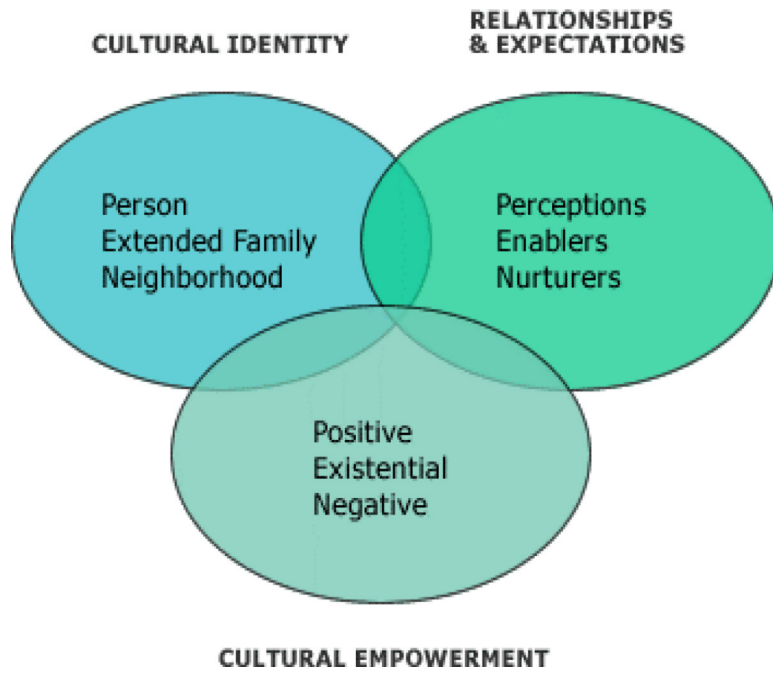 CULTURAL IDENTITY
RELATIONSHIPS
& EXPECTATIONS
Person
Extended Family
Neighborhood
Perceptions
Enablers
Nurturers
Positive
Existential
Negative
CULTURAL EMPOWERMENT